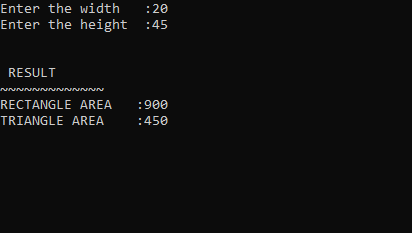 Enter the width   :20
Enter the height  :45
 RESULT
~~~~~~~~~~~~~
RECTANGLE AREA   :900
TRIANGLE AREA    :450